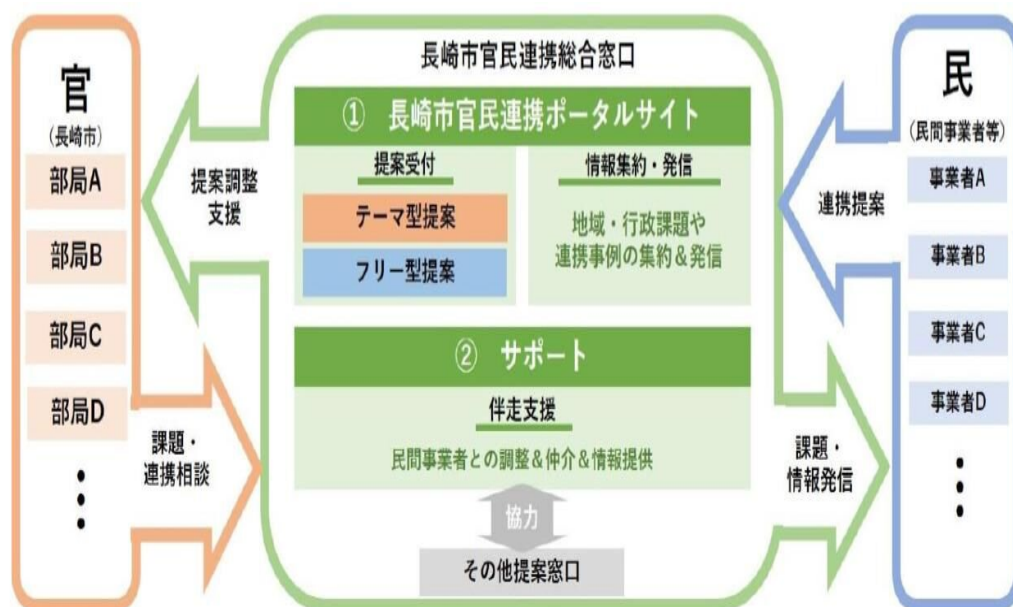 官
(長崎市)
部局A
部局B
部局C
部局D
提案調整
支援
課題・
連携相談
長崎市官民連携総合窓口
① 長崎市官民連携ポータルサイト
提案受付
テーマ型提案
フリー型提案
情報集約・発信
地域・行政課題や
連携事例の集約＆発信
② サポート
伴走支援
民間事業者との調整＆仲介＆情報提供
協力
その他提案窓口
連携提案
課題・
情報発信
民
(民間事業者等)
事業者A
事業者B
事業者C
事業者D